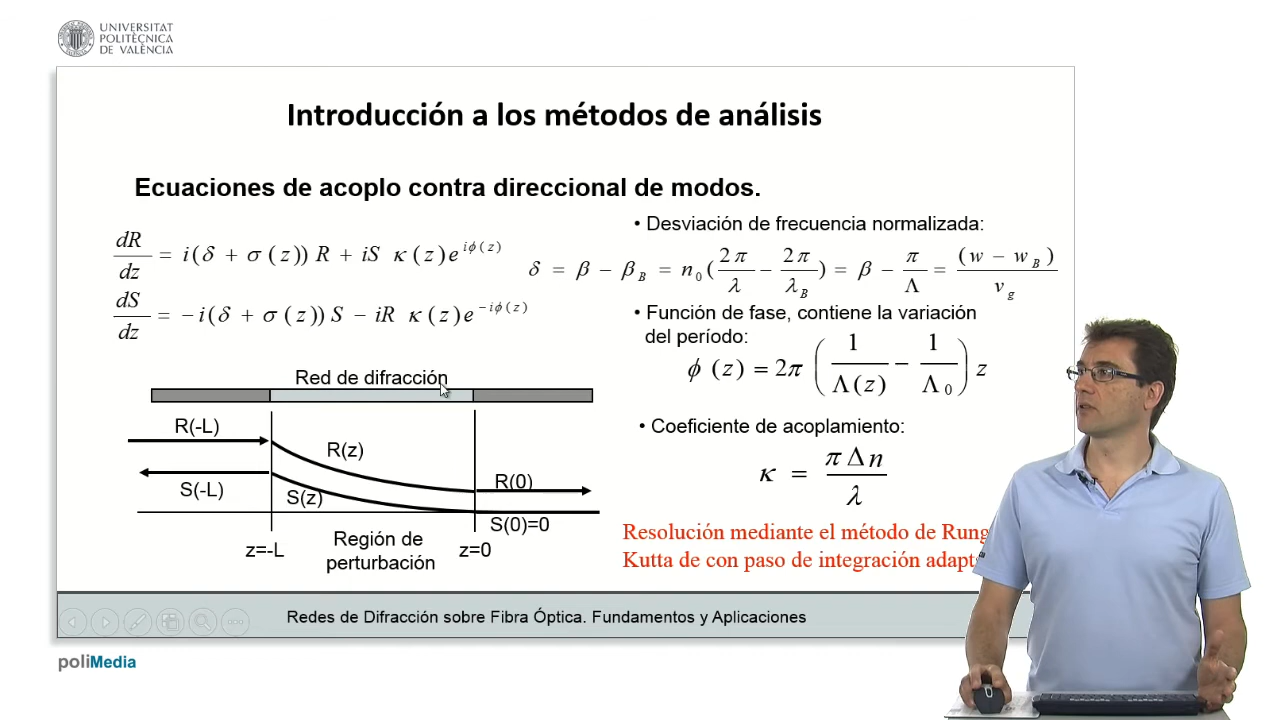 UNIVERSITAT
POLITÈCNICA
DE VALÈNCIA
Introducción a los métodos de análisis
Ecuaciones de acoplo contra direccional de modos.
dR/dz = i(δ + σ(z)) R + iS κ(z)e^{iϕ(z)}
dS/dz = −i(δ + σ(z)) S − iR κ(z)e^{−iϕ(z)}
Red de difracción
R(-L)
R(z)
R(0)
S(-L)
S(z)
S(0)=0
z=-L
Región de
perturbación
z=0
• Desviación de frecuencia normalizada:
δ = β − β_B = n_0(2π/λ − 2π/λ_B) = β − π/Λ = (w − w_B)/v_g
• Función de fase, contiene la variación
del período:
ϕ(z) = 2π (1/Λ(z) − 1/Λ_0) z
• Coeficiente de acoplamiento:
κ = πΔn/λ
Resolución mediante el método de
Kutta de con paso de integración
Redes de Difracción sobre Fibra Óptica. Fundamentos y Aplicaciones
poliMedia